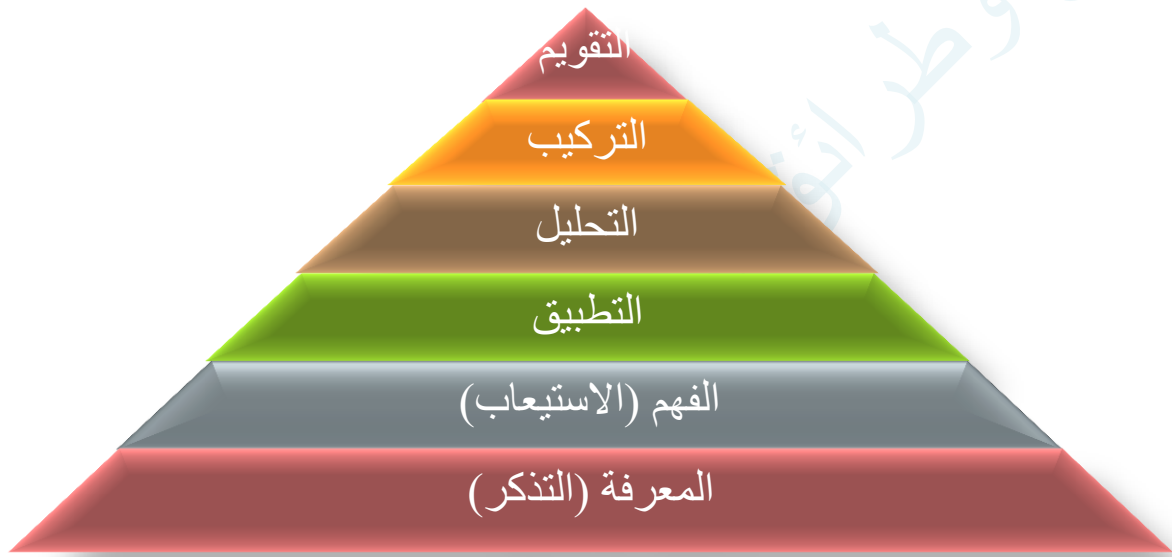 التقويم
التركيب
التحليل
التطبيق
الفهم (الاستيعاب)
المعرفة (التذكر)